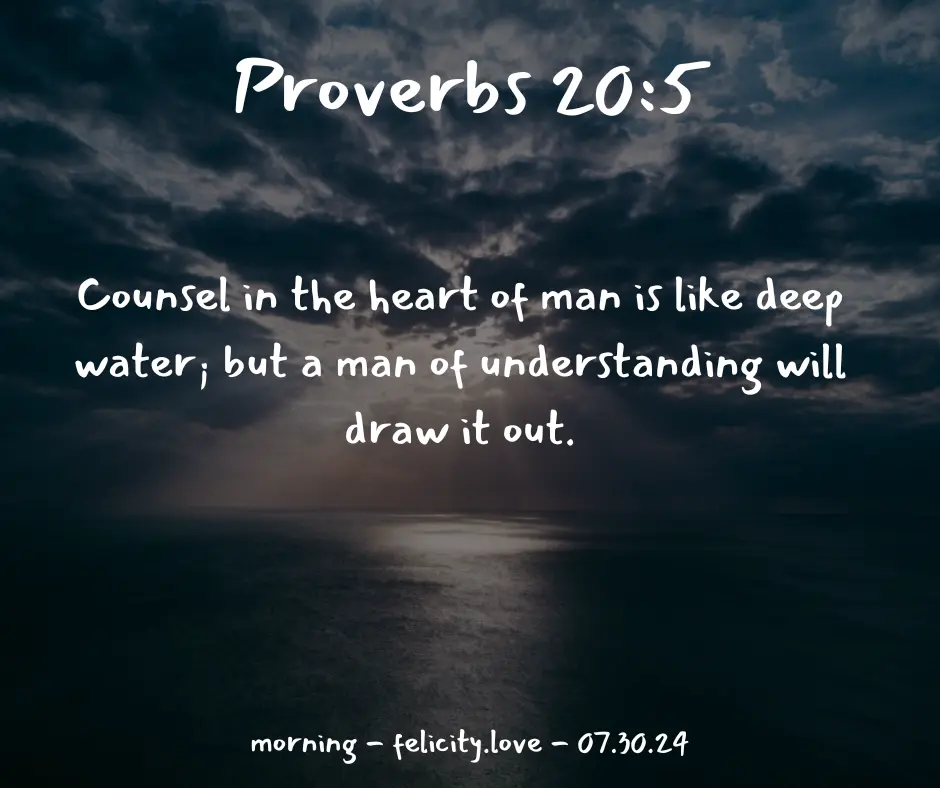 Proverbs 20:5
Counsel in the heart of man is like deep
water; but a man of understanding will
draw it out.
morning - felicity.love - 07.30.24